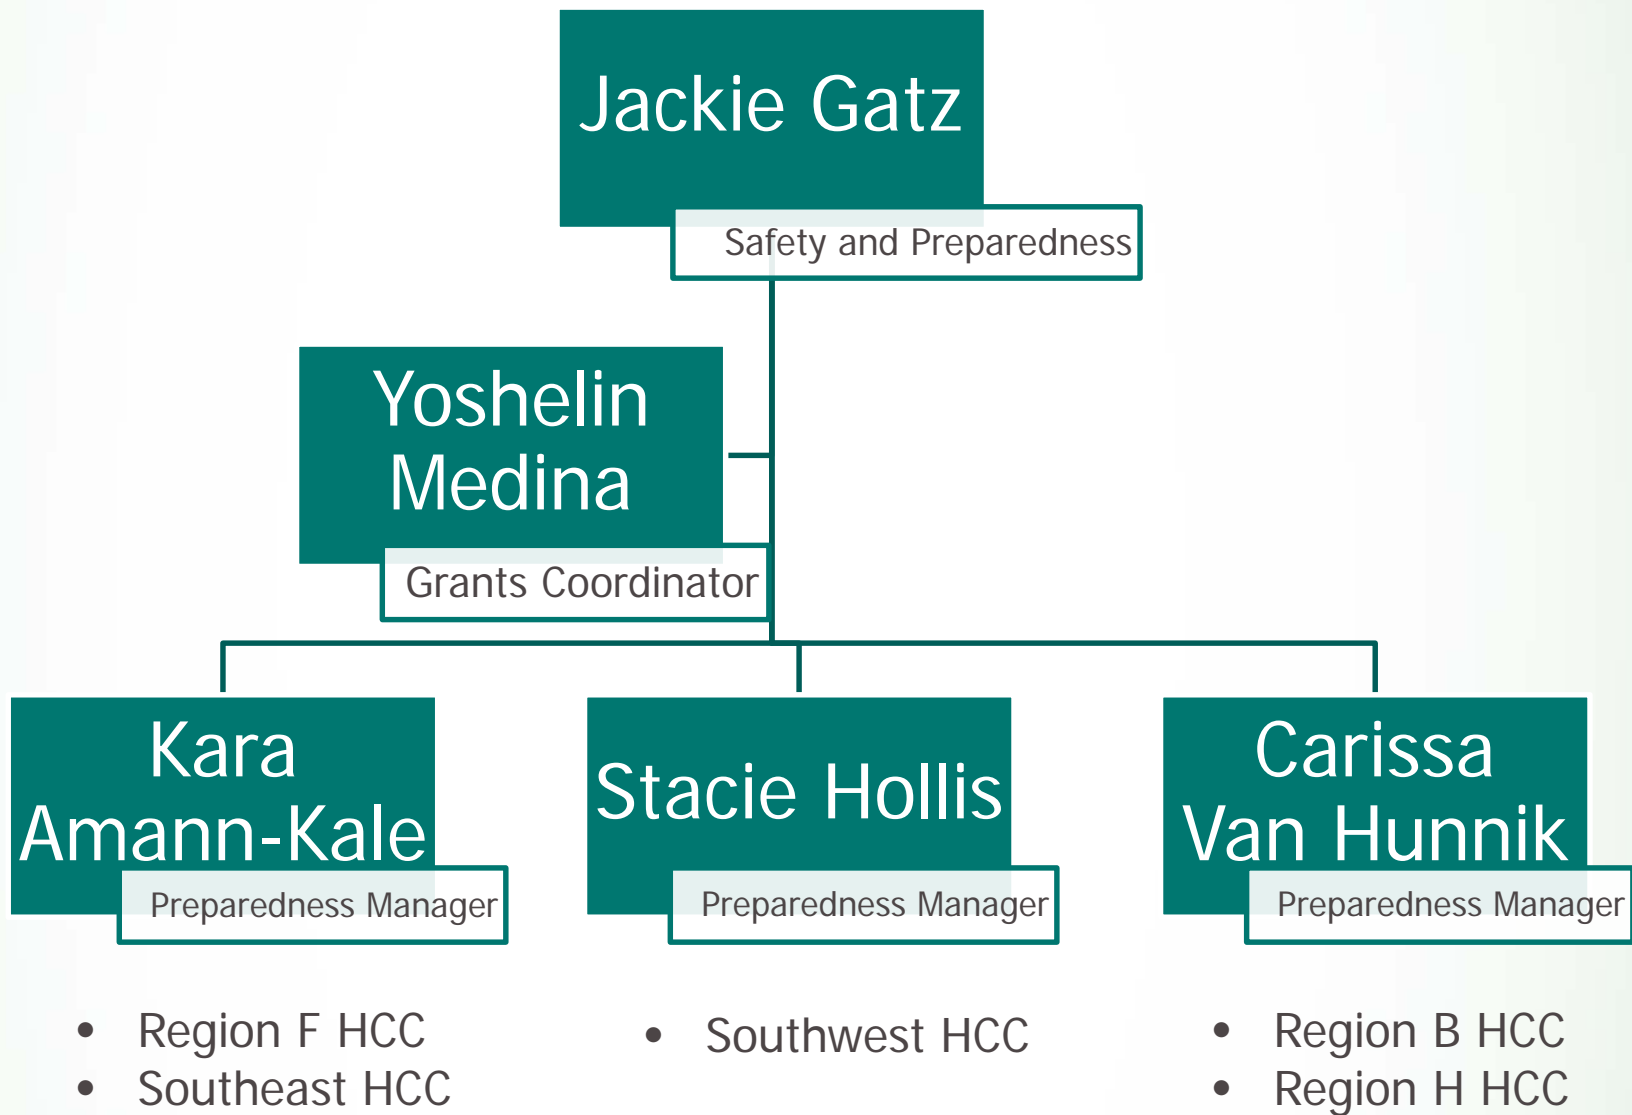 Jackie Gatz
Safety and Preparedness
Yoshelin
Medina
Grants Coordinator
Kara
Amann-Kale
Preparedness Manager
Stacie Hollis
Preparedness Manager
Carissa
Van Hunnik
Preparedness Manager
• Region F HCC
• Southeast HCC
• Southwest HCC
• Region B HCC
• Region H HCC